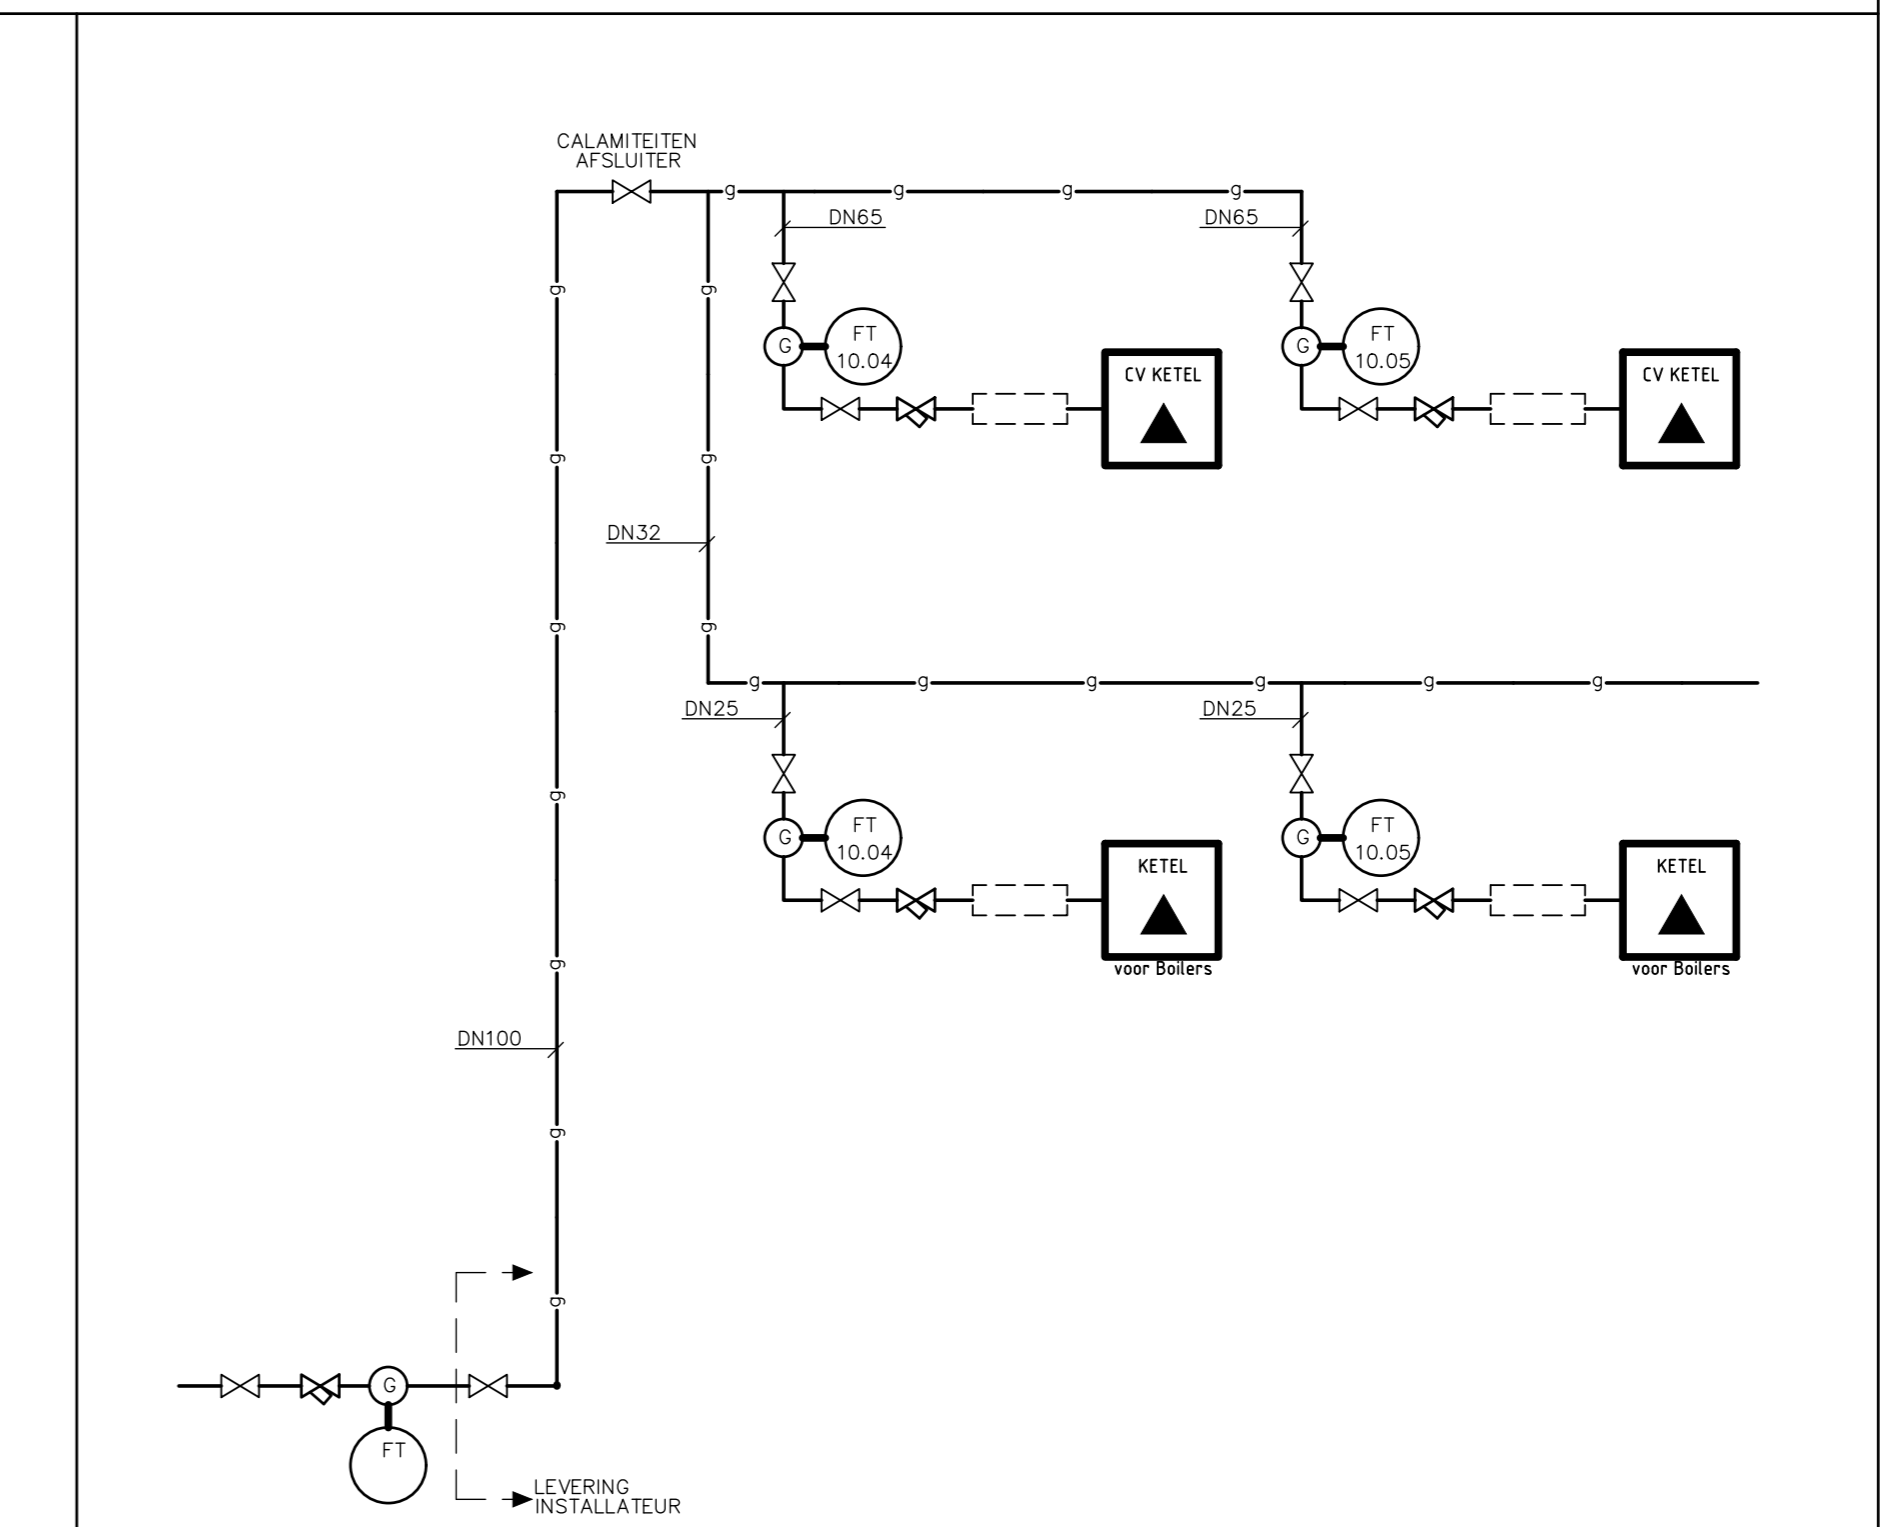 CALAMITEITEN
AFSLUITER
g g g g
DN65 DN65
g g
G FT 10.04 G FT 10.05
CV KETEL CV KETEL
g g
DN32
g g
g g g g g g
DN25 DN25
g
G FT 10.04 G FT 10.05
KETEL KETEL
voor Boilers voor Boilers
g
DN100
g
g
G
FT
LEVERING
INSTALLATEUR